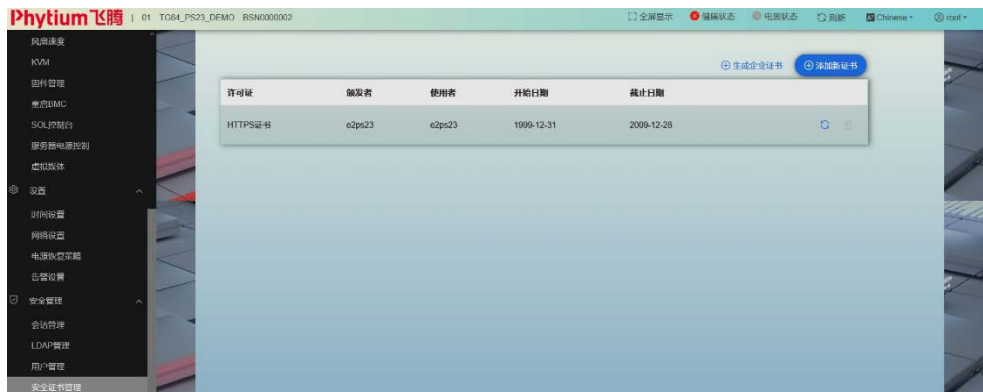 Phytium飞腾 | 01 TG64_PS23_DEMO BSN0000002 全屏显示 健康状态 电源状态 刷新 Chinese root
风扇速度
KVM
固件管理
重启BMC
SOL控制台
服务器电源控制
虚拟媒体
设置
时间设置
网络设置
电源恢复策略
告警设置
安全管理
会话管理
LDAP管理
用户管理
安全证书管理
生成企业证书 添加新证书
许可证 颁发者 使用者 开始日期 截止日期
HTTPS证书 e2ps23 e2ps23 1999-12-31 2009-12-28